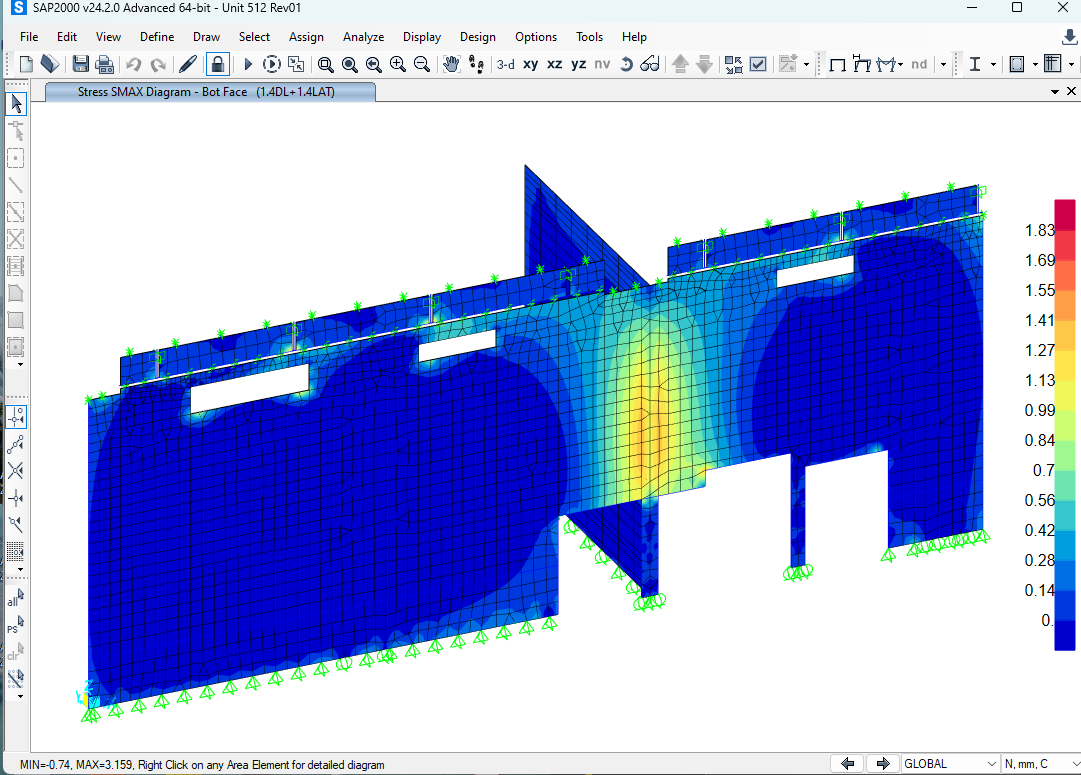 S SAP2000 v24.2.0 Advanced 64-bit - Unit 512 Rev01
File Edit View Define Draw Select Assign Analyze Display Design Options Tools Help
3-d xy xz yz nv nd
Stress SMAX Diagram - Bot Face (1.4DL+1.4LAT)
1.83
1.69
1.55
1.41
1.27
1.13
0.99
0.84
0.7
0.56
0.42
0.28
0.14
0.
all
PS
clr
Z
MIN=-0.74, MAX=3.159, Right Click on any Area Element for detailed diagram
GLOBAL
N, mm, C